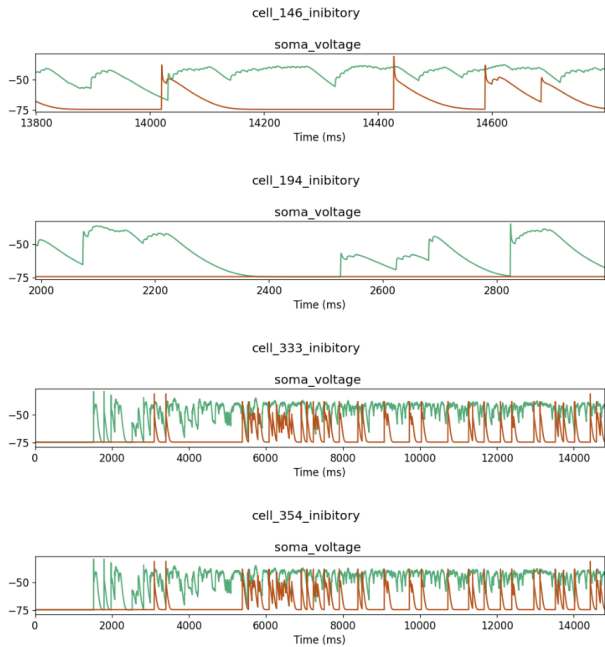 cell_146_inibitory
soma_voltage
−50
−75
13800 14000 14200 14400 14600
Time (ms)
cell_194_inibitory
soma_voltage
−50
−75
2000 2200 2400 2600 2800
Time (ms)
cell_333_inibitory
soma_voltage
−50
−75
0 2000 4000 6000 8000 10000 12000 14000
Time (ms)
cell_354_inibitory
soma_voltage
−50
−75
0 2000 4000 6000 8000 10000 12000 14000
Time (ms)